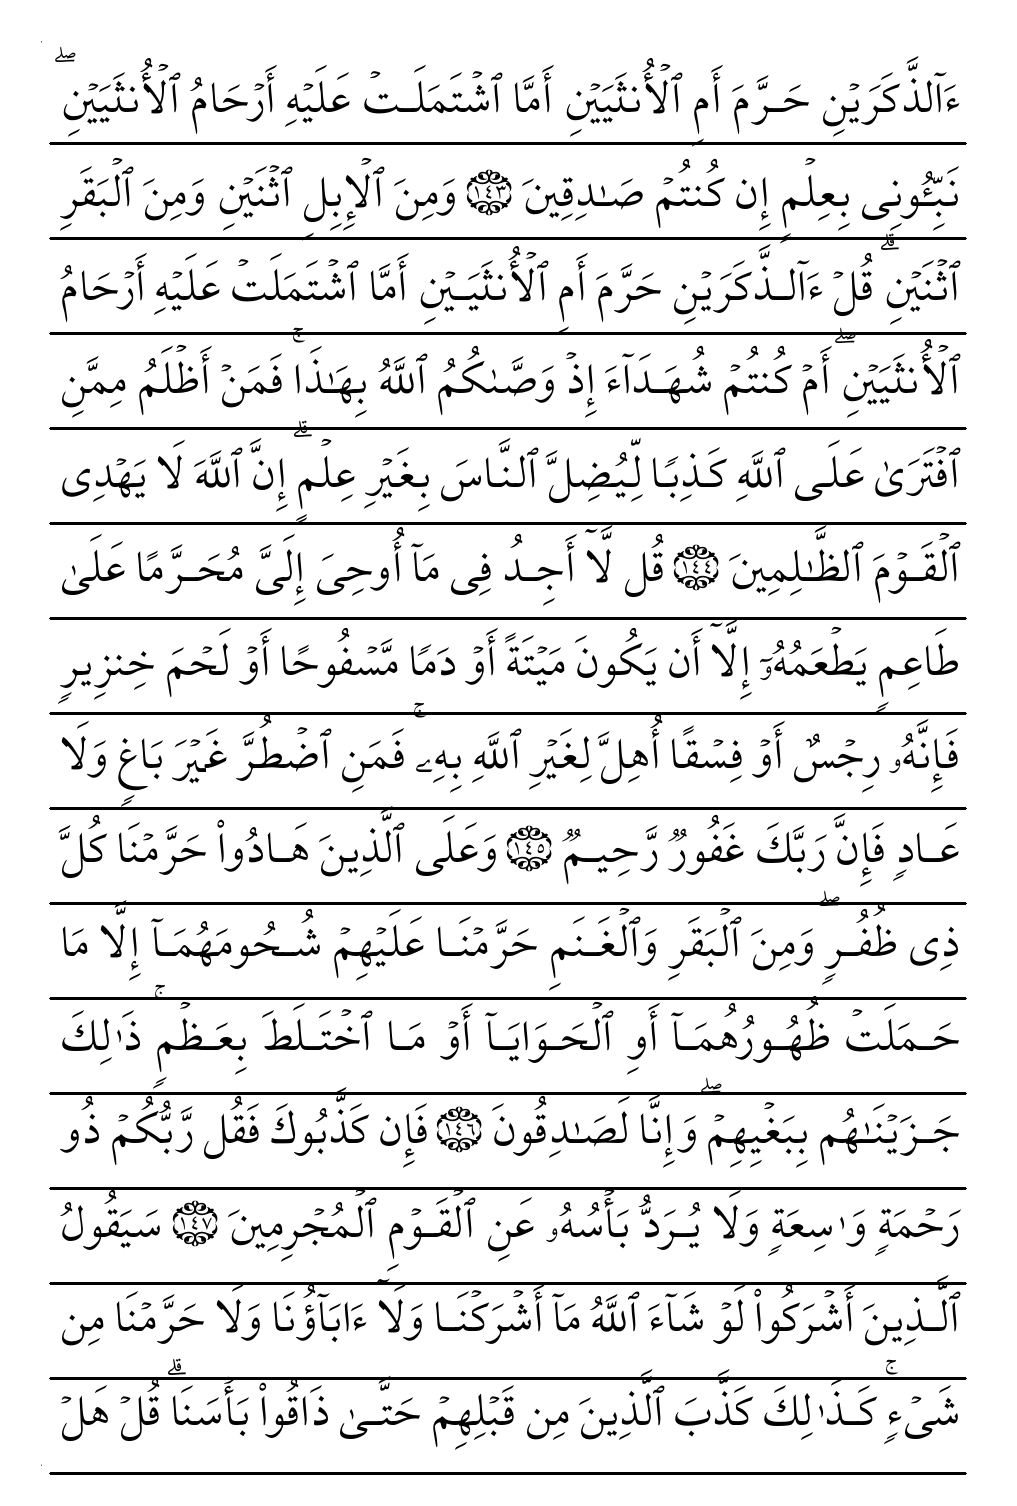 ءَآلذَّكَرَيۡنِ حَرَّمَ أَمِ ٱلۡأُنثَيَيۡنِ أَمَّا ٱشۡتَمَلَتۡ عَلَيۡهِ أَرۡحَامُ ٱلۡأُنثَيَيۡنِۖ
نَبِّـُٔونِي بِعِلۡمٍ إِن كُنتُمۡ صَٰدِقِينَ ١٤٣ وَمِنَ ٱلۡإِبِلِ ٱثۡنَيۡنِ وَمِنَ ٱلۡبَقَرِ
ٱثۡنَيۡنِۗ قُلۡ ءَآلذَّكَرَيۡنِ حَرَّمَ أَمِ ٱلۡأُنثَيَيۡنِ أَمَّا ٱشۡتَمَلَتۡ عَلَيۡهِ أَرۡحَامُ
ٱلۡأُنثَيَيۡنِۖ أَمۡ كُنتُمۡ شُهَدَآءَ إِذۡ وَصَّىٰكُمُ ٱللَّهُ بِهَٰذَاۚ فَمَنۡ أَظۡلَمُ مِمَّنِ
ٱفۡتَرَىٰ عَلَى ٱللَّهِ كَذِبٗا لِّيُضِلَّ ٱلنَّاسَ بِغَيۡرِ عِلۡمٍۗ إِنَّ ٱللَّهَ لَا يَهۡدِي
ٱلۡقَوۡمَ ٱلظَّٰلِمِينَ ١٤٤ قُل لَّآ أَجِدُ فِي مَآ أُوحِيَ إِلَيَّ مُحَرَّمًا عَلَىٰ
طَاعِمٖ يَطۡعَمُهُۥٓ إِلَّآ أَن يَكُونَ مَيۡتَةً أَوۡ دَمٗا مَّسۡفُوحًا أَوۡ لَحۡمَ خِنزِيرٖ
فَإِنَّهُۥ رِجۡسٌ أَوۡ فِسۡقًا أُهِلَّ لِغَيۡرِ ٱللَّهِ بِهِۦۚ فَمَنِ ٱضۡطُرَّ غَيۡرَ بَاغٖ وَلَا
عَادٖ فَإِنَّ رَبَّكَ غَفُورٞ رَّحِيمٞ ١٤٥ وَعَلَى ٱلَّذِينَ هَادُواْ حَرَّمۡنَا كُلَّ
ذِي ظُفُرٖۖ وَمِنَ ٱلۡبَقَرِ وَٱلۡغَنَمِ حَرَّمۡنَا عَلَيۡهِمۡ شُحُومَهُمَآ إِلَّا مَا
حَمَلَتۡ ظُهُورُهُمَآ أَوِ ٱلۡحَوَايَآ أَوۡ مَا ٱخۡتَلَطَ بِعَظۡمٖۚ ذَٰلِكَ
جَزَيۡنَٰهُم بِبَغۡيِهِمۡۖ وَإِنَّا لَصَٰدِقُونَ ١٤٦ فَإِن كَذَّبُوكَ فَقُل رَّبُّكُمۡ ذُو
رَحۡمَةٖ وَٰسِعَةٖ وَلَا يُرَدُّ بَأۡسُهُۥ عَنِ ٱلۡقَوۡمِ ٱلۡمُجۡرِمِينَ ١٤٧ سَيَقُولُ
ٱلَّذِينَ أَشۡرَكُواْ لَوۡ شَآءَ ٱللَّهُ مَآ أَشۡرَكۡنَا وَلَآ ءَابَآؤُنَا وَلَا حَرَّمۡنَا مِن
شَيۡءٖۚ كَذَٰلِكَ كَذَّبَ ٱلَّذِينَ مِن قَبۡلِهِمۡ حَتَّىٰ ذَاقُواْ بَأۡسَنَاۗ قُلۡ هَلۡ